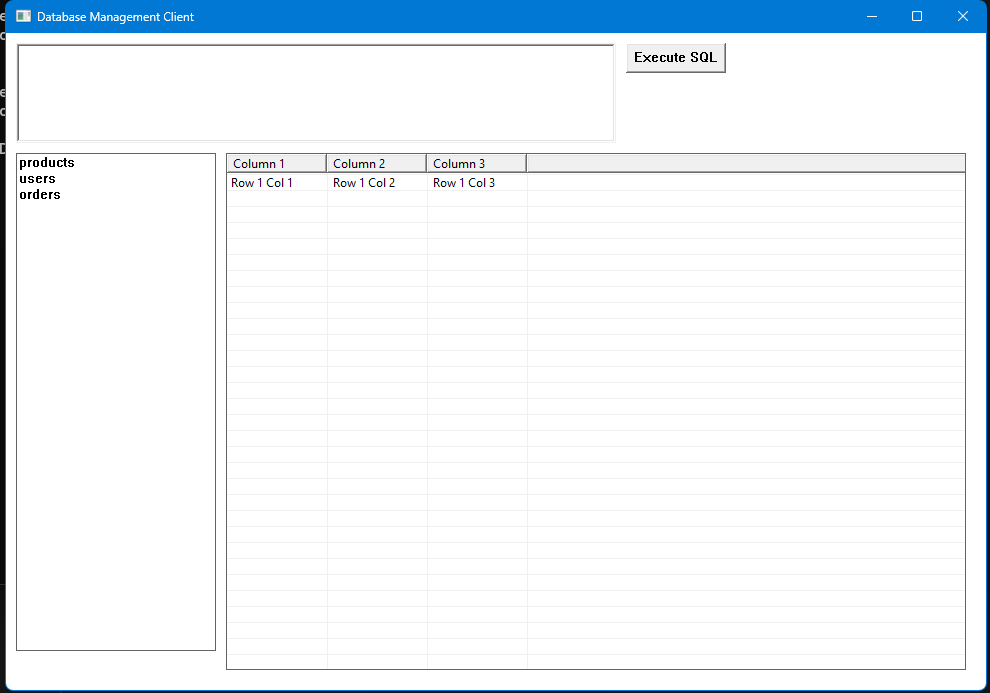 Database Management Client
Execute SQL
products
users
orders
Column 1 Column 2 Column 3
Row 1 Col 1 Row 1 Col 2 Row 1 Col 3